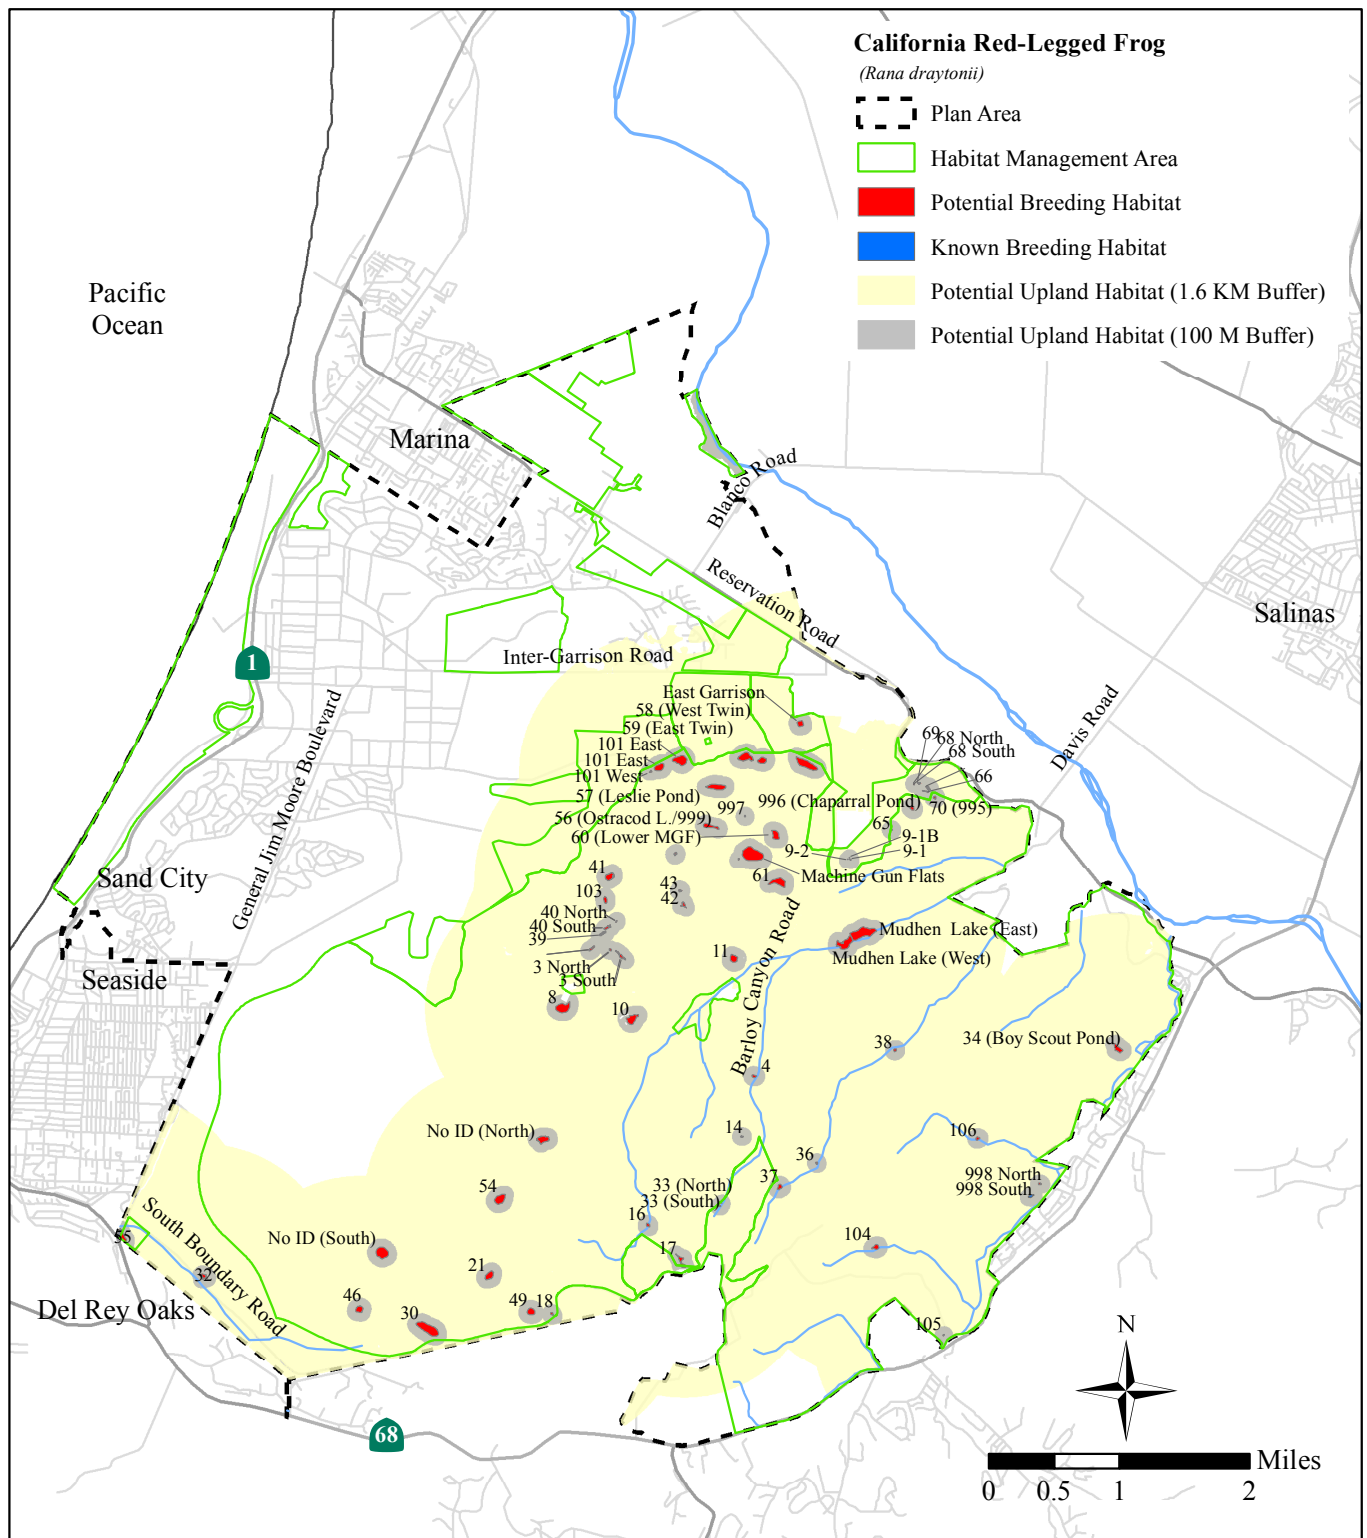 California Red-Legged Frog
(Rana draytonii)
Plan Area
Habitat Management Area
Potential Breeding Habitat
Known Breeding Habitat
Potential Upland Habitat (1.6 KM Buffer)
Potential Upland Habitat (100 M Buffer)
Pacific
Ocean
Marina
Blanco Road
Reservation Road
Salinas
Inter-Garrison Road
1
General Jim Moore Boulevard
Davis Road
East Garrison
58 (West Twin)
59 (East Twin)
101 East
101 East
101 West
57 (Leslie Pond)
997
996 (Chaparral Pond)
56 (Ostracod L./999)
60 (Lower MGF)
69
68 North
68 South
66
70 (995)
65
9-1B
9-2
9-1
Machine Gun Flats
61
41
103
43
42
40 North
40 South
39
3 North
3 South
8
10
11
Mudhen Lake (East)
Mudhen Lake (West)
Barloy Canyon Road
Sand City
Seaside
38
34 (Boy Scout Pond)
4
14
106
No ID (North)
36
998 North
998 South
37
33 (North)
33 (South)
54
16
South Boundary Road
55
No ID (South)
17
104
21
32
Del Rey Oaks
46
30
49
18
105
N
68
Miles
0
0.5
1
2